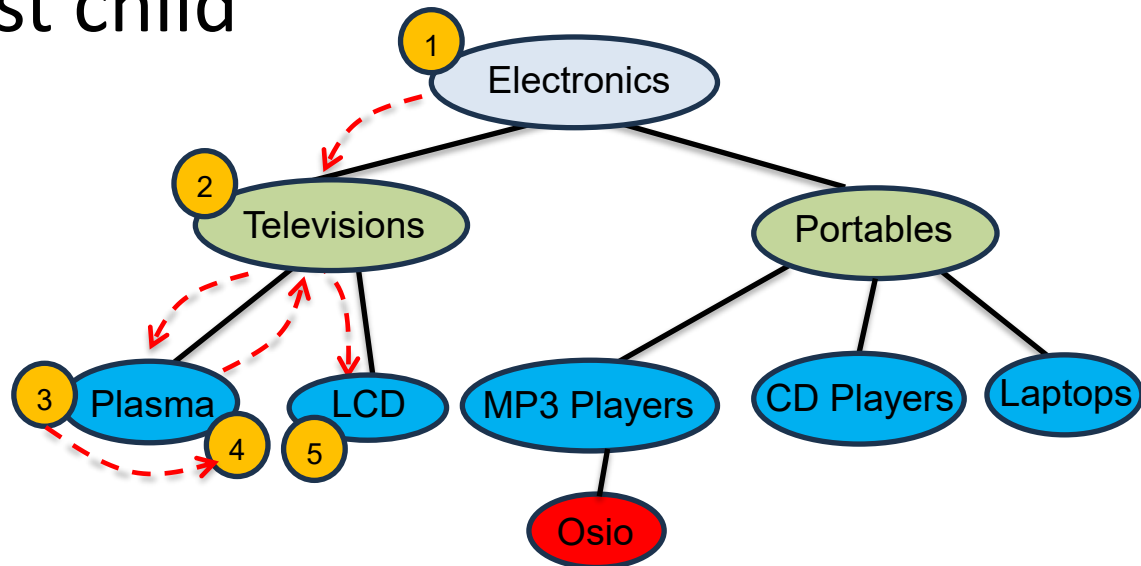 st child
1
Electronics
2
Televisions
Portables
3
Plasma
4
LCD
5
MP3 Players
CD Players
Laptops
Osio